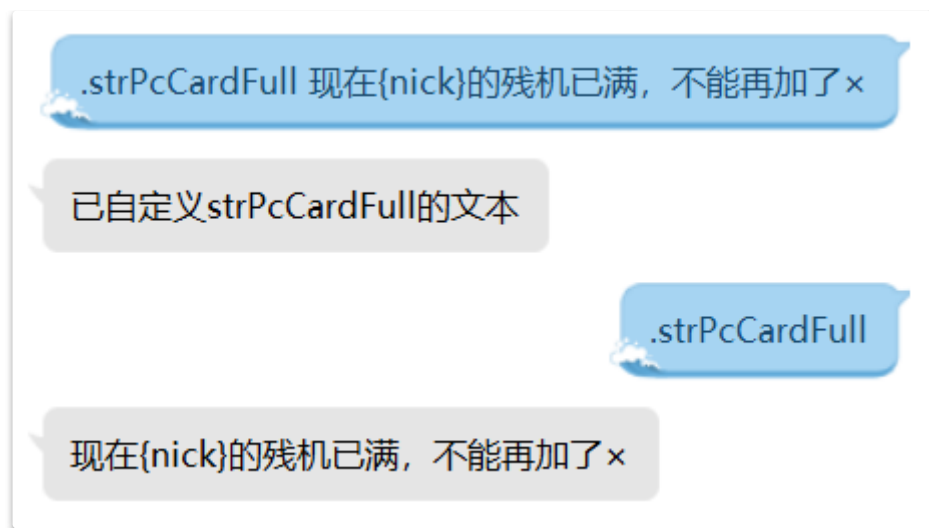 .strPcCardFull 现在{nick}的残机已满，不能再加了×
已自定义strPcCardFull的文本
.strPcCardFull
现在{nick}的残机已满，不能再加了×